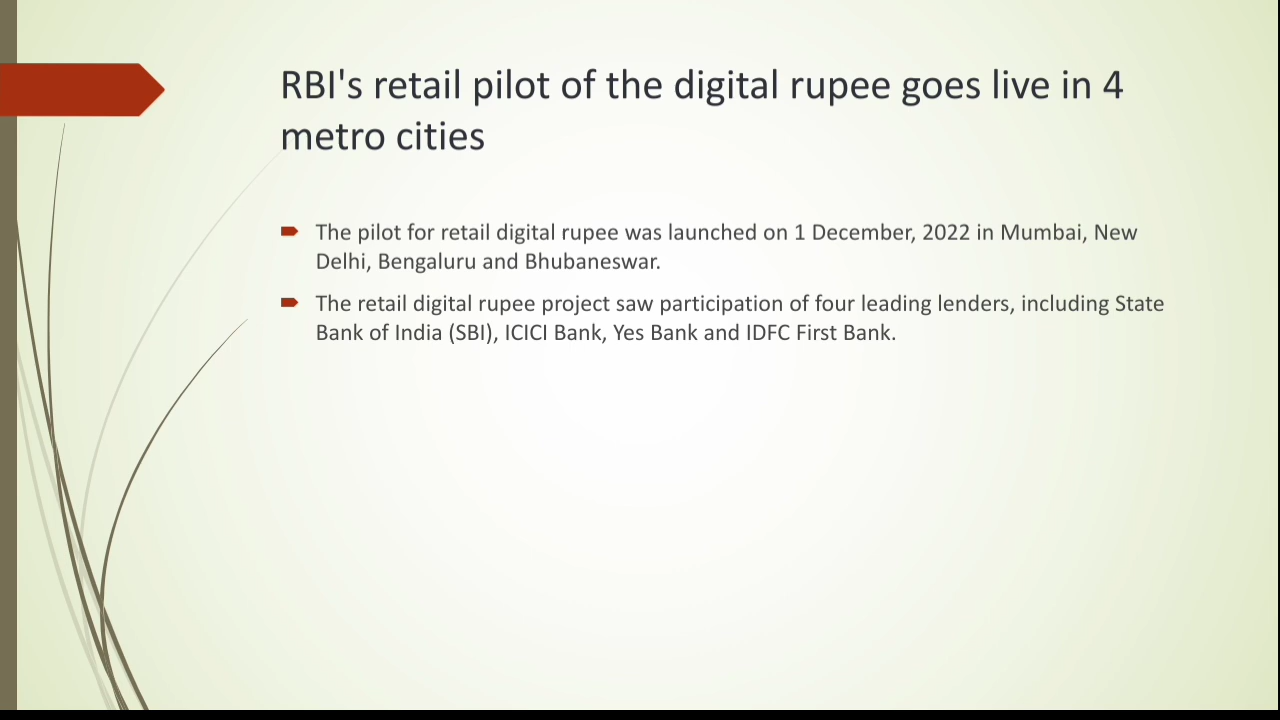 RBI's retail pilot of the digital rupee goes live in 4
metro cities
The pilot for retail digital rupee was launched on 1 December, 2022 in Mumbai, New
Delhi, Bengaluru and Bhubaneswar.
The retail digital rupee project saw participation of four leading lenders, including State
Bank of India (SBI), ICICI Bank, Yes Bank and IDFC First Bank.